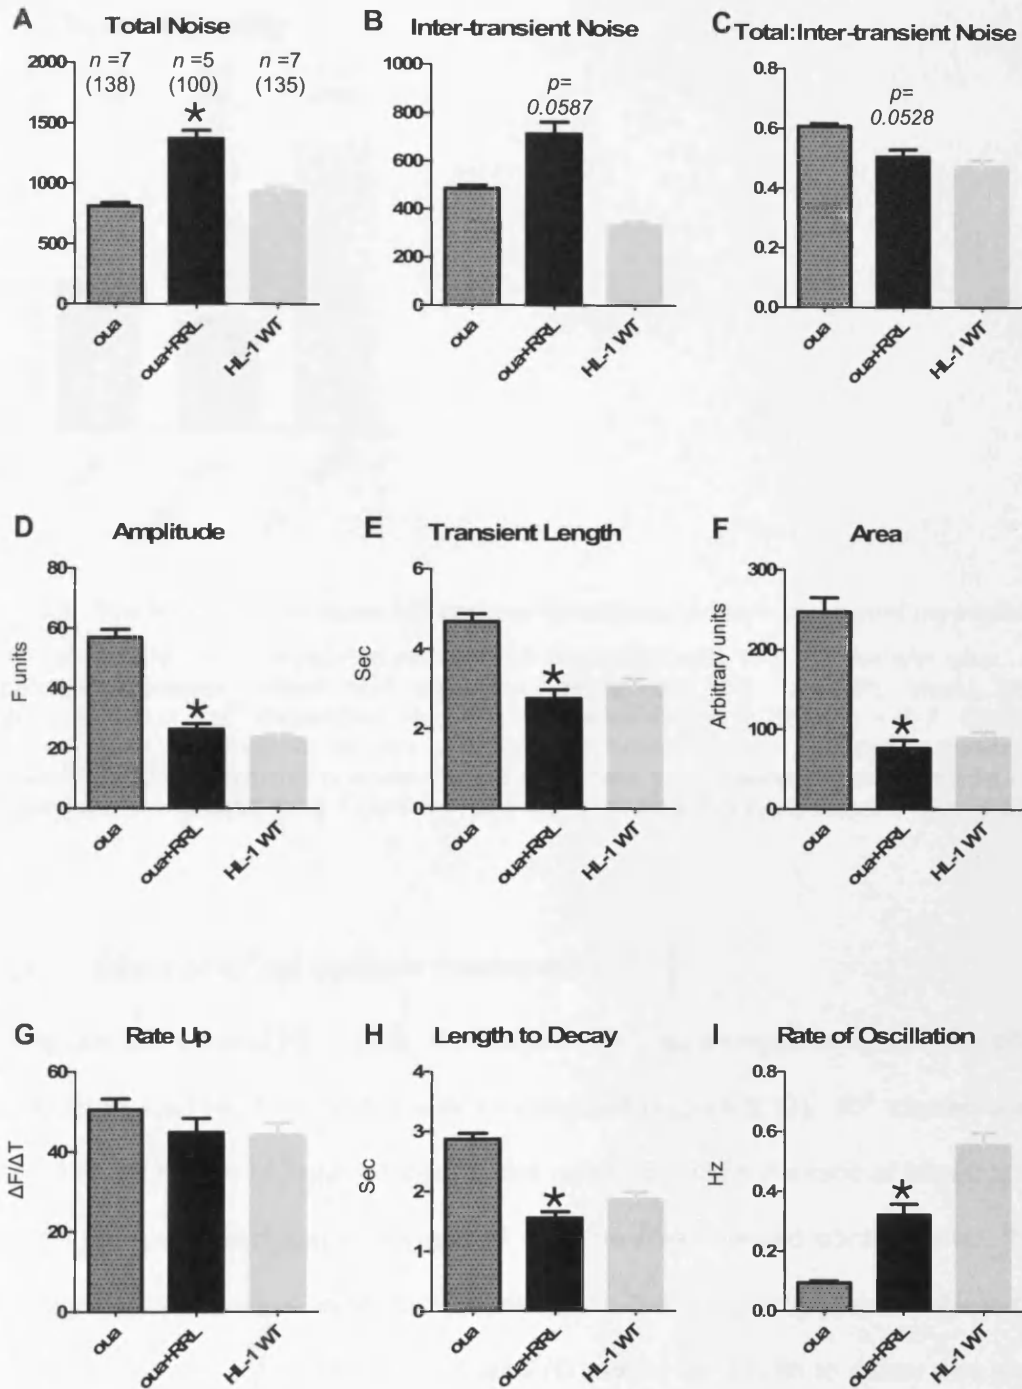 A Total Noise
2000
1500
1000
500
0
n =7 n =5 n =7
(138) (100) (135)
*
oua oua+RRL HL-1 WT
B Inter-transient Noise
1000
800
600
400
200
0
p=
0.0587
oua oua+RRL HL-1 WT
C Total:Inter-transient Noise
0.8
0.6
0.4
0.2
0.0
p=
0.0528
oua oua+RRL HL-1 WT
D Amplitude
F units
80
60
40
20
0
*
oua oua+RRL HL-1 WT
E Transient Length
Sec
6
4
2
0
*
oua oua+RRL HL-1 WT
F Area
Arbitrary units
300
200
100
0
*
oua oua+RRL HL-1 WT
G Rate Up
ΔF/ΔT
60
40
20
0
oua oua+RRL HL-1 WT
H Length to Decay
Sec
4
3
2
1
0
*
oua oua+RRL HL-1 WT
I Rate of Oscillation
Hz
0.8
0.6
0.4
0.2
0.0
*
oua oua+RRL HL-1 WT